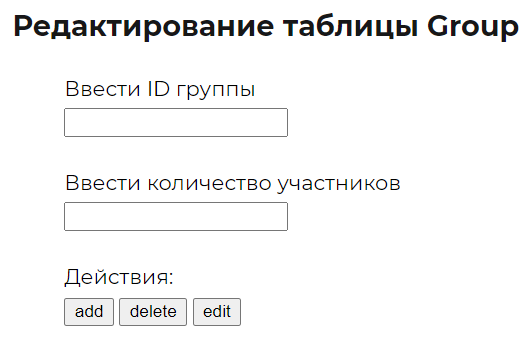 Редактирование таблицы Group
Ввести ID группы
Ввести количество участников
Действия:
add delete edit